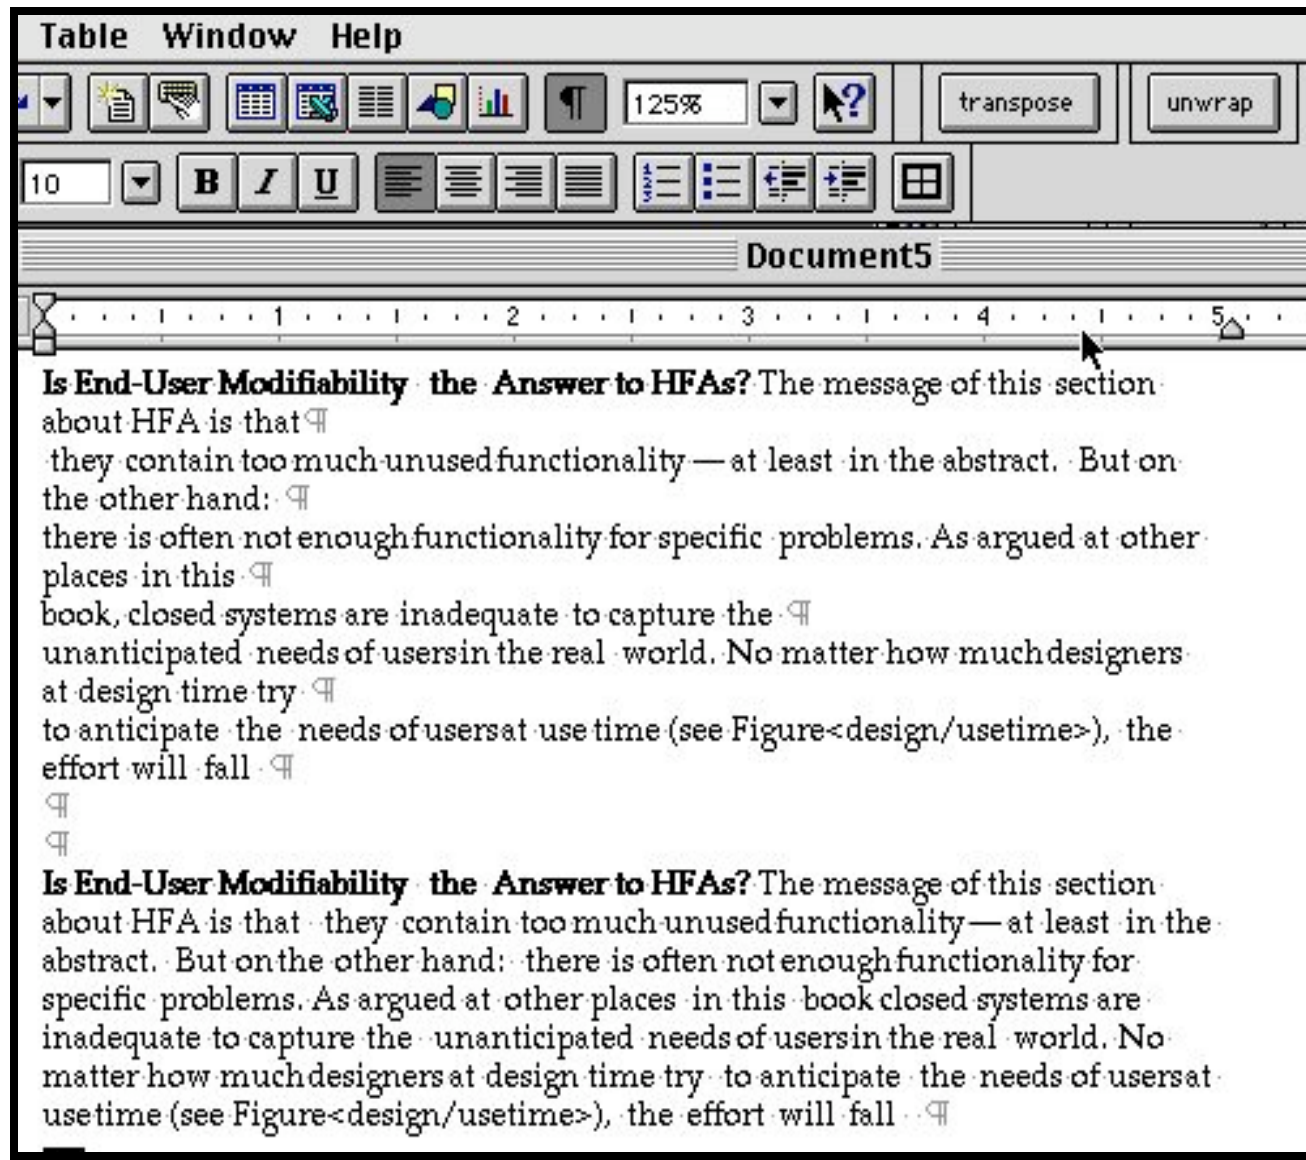 Table Window Help
125% transpose unwrap
10 B I U
Document5
1 2 3 4 5
Is End-User Modifiability the Answer to HFAs? The message of this section
about HFA is that¶
they contain too much unused functionality — at least in the abstract. But on
the other hand: ¶
there is often not enough functionality for specific problems. As argued at other
places in this ¶
book, closed systems are inadequate to capture the ¶
unanticipated needs of users in the real world. No matter how much designers
at design time try ¶
to anticipate the needs of users at use time (see Figure<design/usetime>), the
effort will fall ¶
¶
¶
Is End-User Modifiability the Answer to HFAs? The message of this section
about HFA is that they contain too much unused functionality — at least in the
abstract. But on the other hand: there is often not enough functionality for
specific problems. As argued at other places in this book closed systems are
inadequate to capture the unanticipated needs of users in the real world. No
matter how much designers at design time try to anticipate the needs of users at
use time (see Figure<design/usetime>), the effort will fall ¶